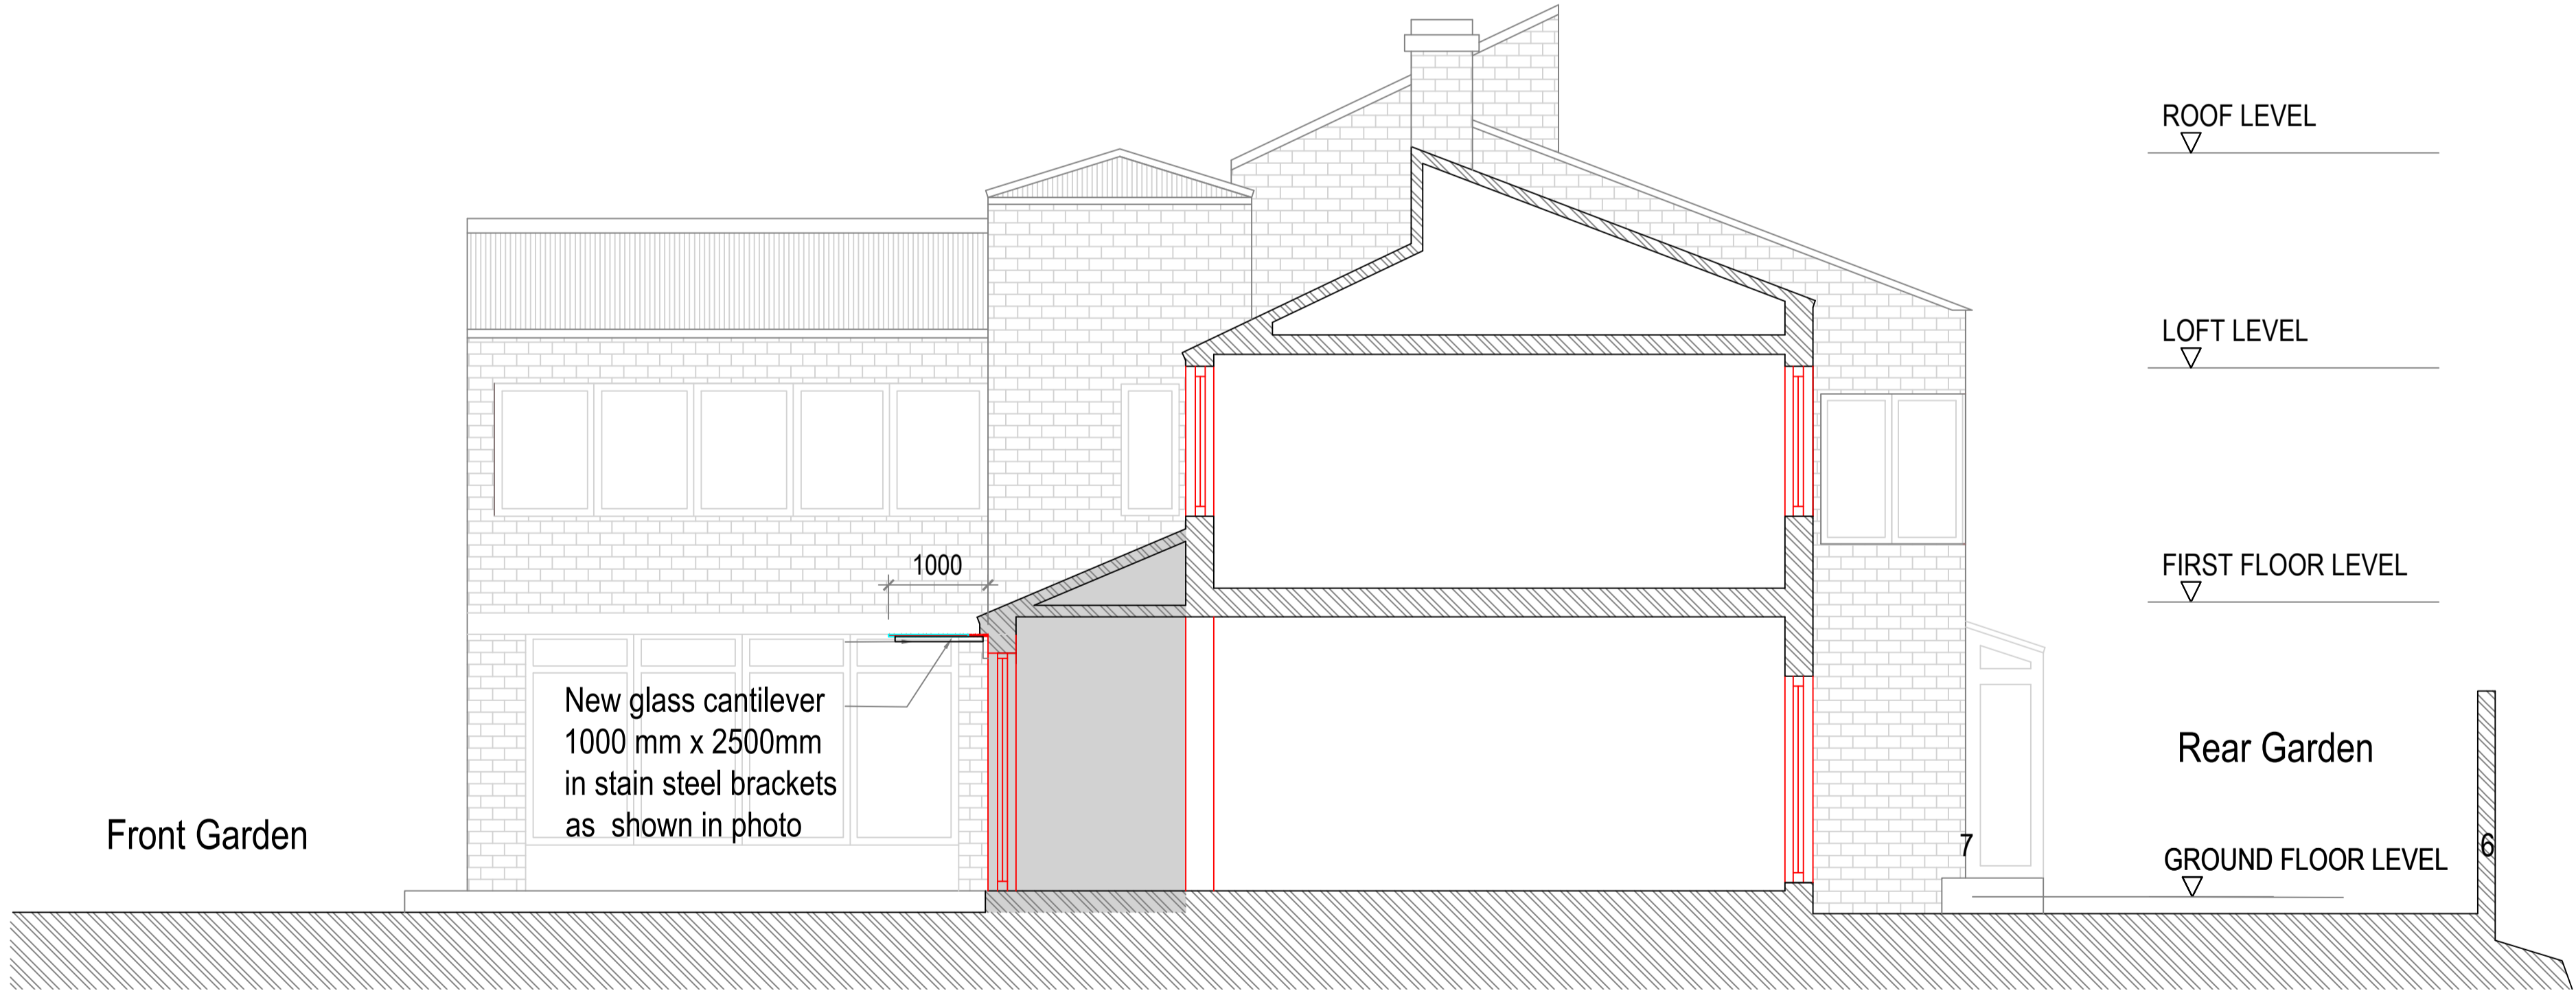 ROOF LEVEL
LOFT LEVEL
1000
FIRST FLOOR LEVEL
New glass cantilever
1000 mm x 2500mm
in stain steel brackets
as shown in photo
Front Garden
Rear Garden
7
6
GROUND FLOOR LEVEL